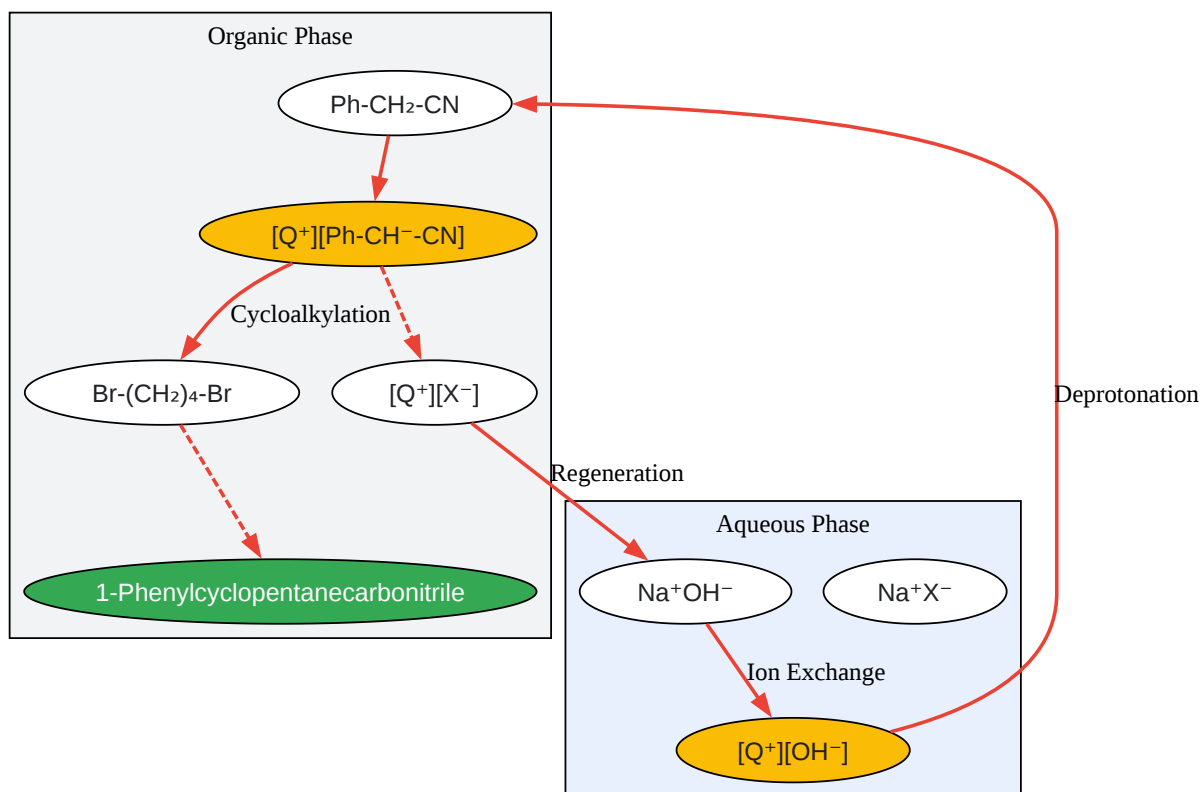 Organic Phase
Ph-CH₂-CN
[Q⁺][Ph-CH⁻-CN]
Cycloalkylation
Br-(CH₂)₄-Br
[Q⁺][X⁻]
Deprotonation
Regeneration
Aqueous Phase
1-Phenylcyclopentanecarbonitrile
Na⁺OH⁻
Na⁺X⁻
Ion Exchange
[Q⁺][OH⁻]